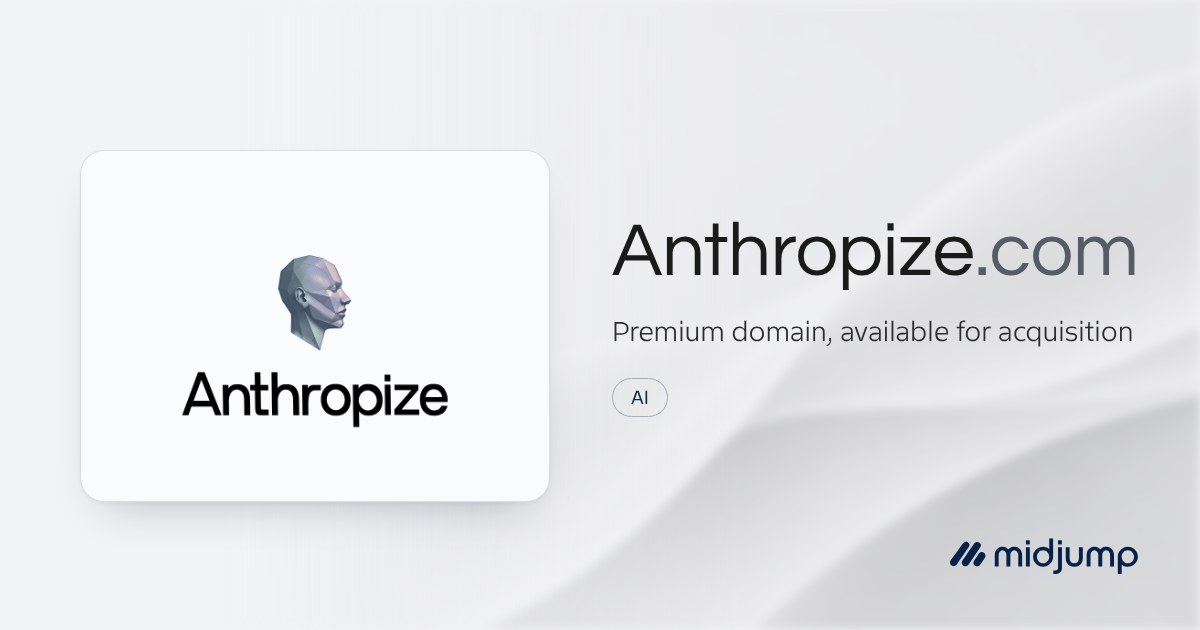 Anthropize
Anthropize.com
Premium domain, available for acquisition
AI
midjump